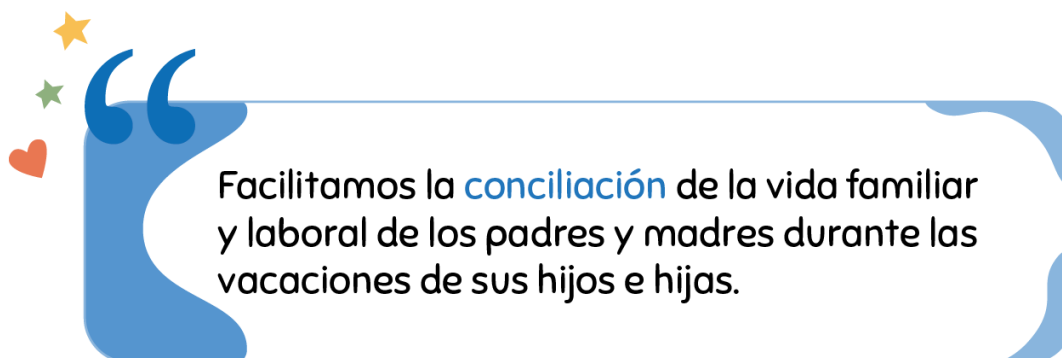 Facilitamos la conciliación de la vida familiar
y laboral de los padres y madres durante las
vacaciones de sus hijos e hijas.